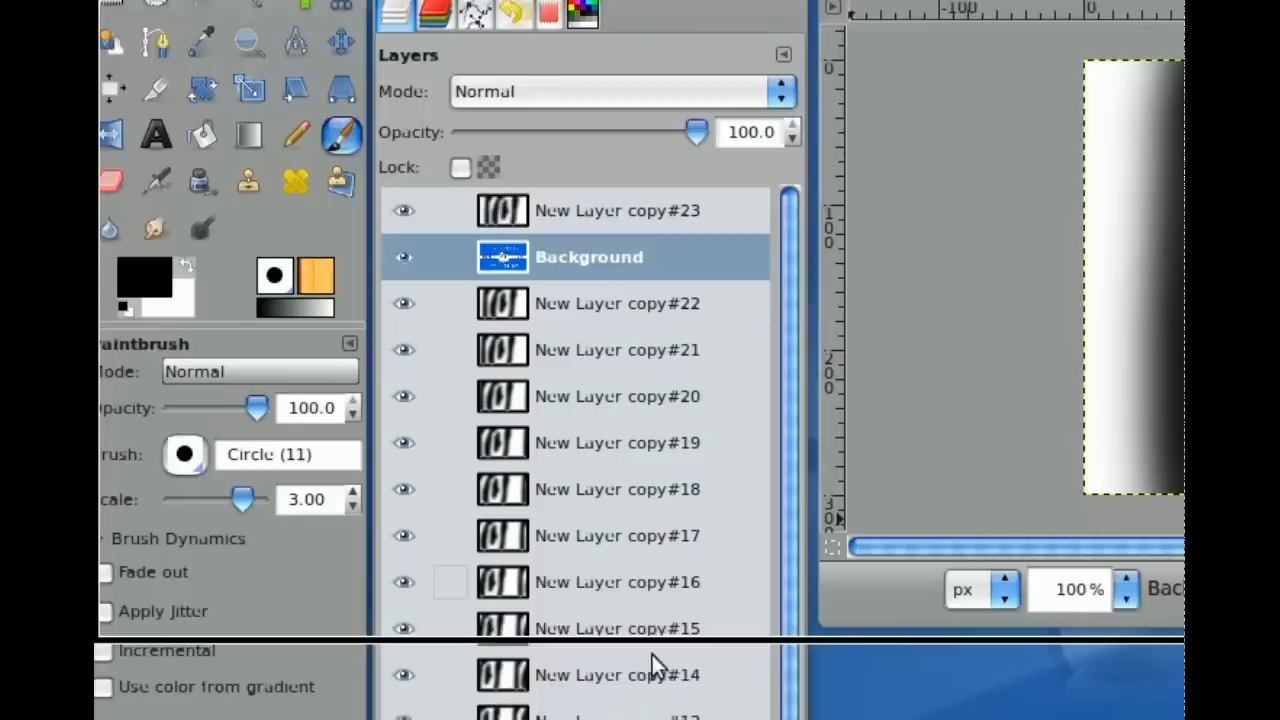 -100
0
Layers
Mode:
Normal
Opacity:
100.0
Lock:
0
New Layer copy#23
100
Background
New Layer copy#22
aintbrush
New Layer copy#21
200
lode:
Normal
New Layer copy#20
pacity:
100.0
New Layer copy#19
rush:
Circle (11)
New Layer copy#18
cale:
3.00
300
Brush Dynamics
New Layer copy#17
Fade out
New Layer copy#16
px
100 %
Bac
Apply Jitter
New Layer copy#15
Incremental
New Layer copy#14
Use color from gradient